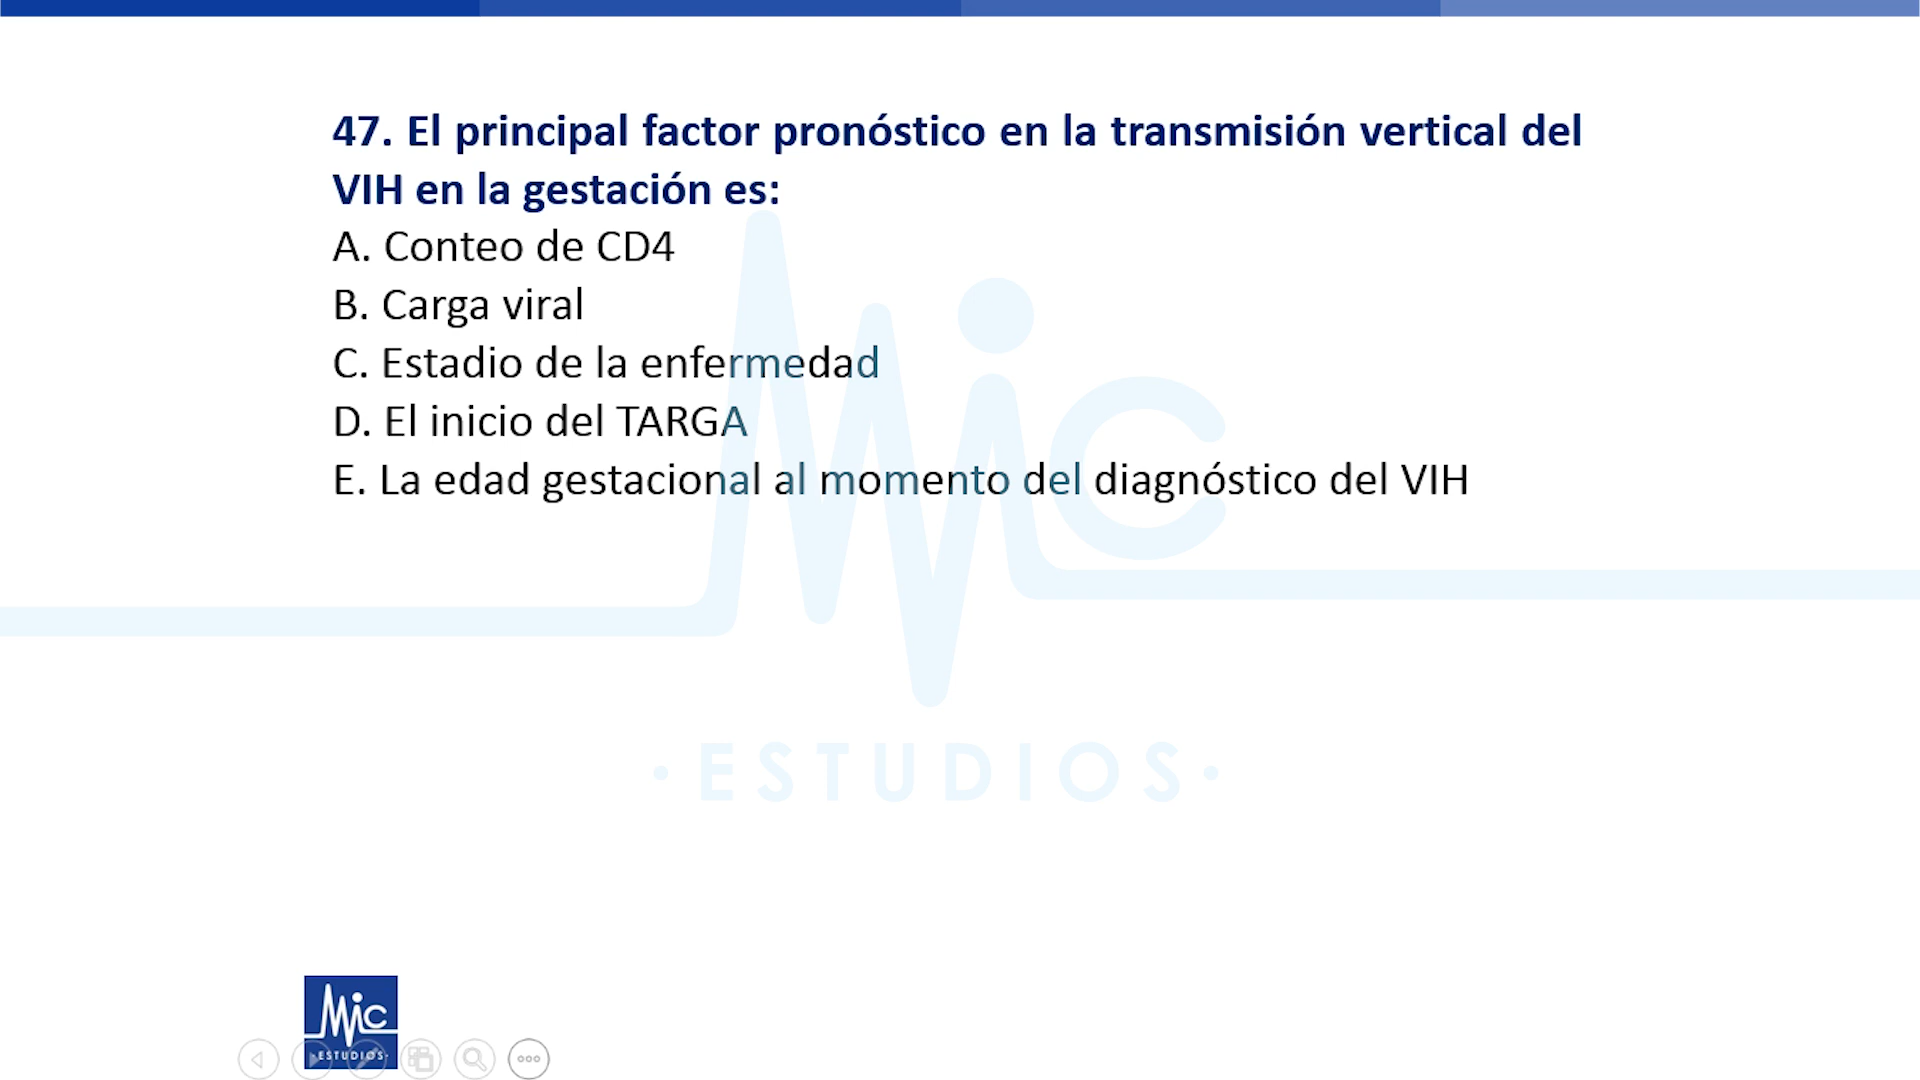 47. El principal factor pronóstico en la transmisión vertical del
VIH en la gestación es:
A. Conteo de CD4
B. Carga viral
C. Estadio de la enfermedad
D. El inicio del TARGA
E. La edad gestacional al momento del diagnóstico del VIH
Mic
·ESTUDIOS·
Mic
·ESTUDIOS·